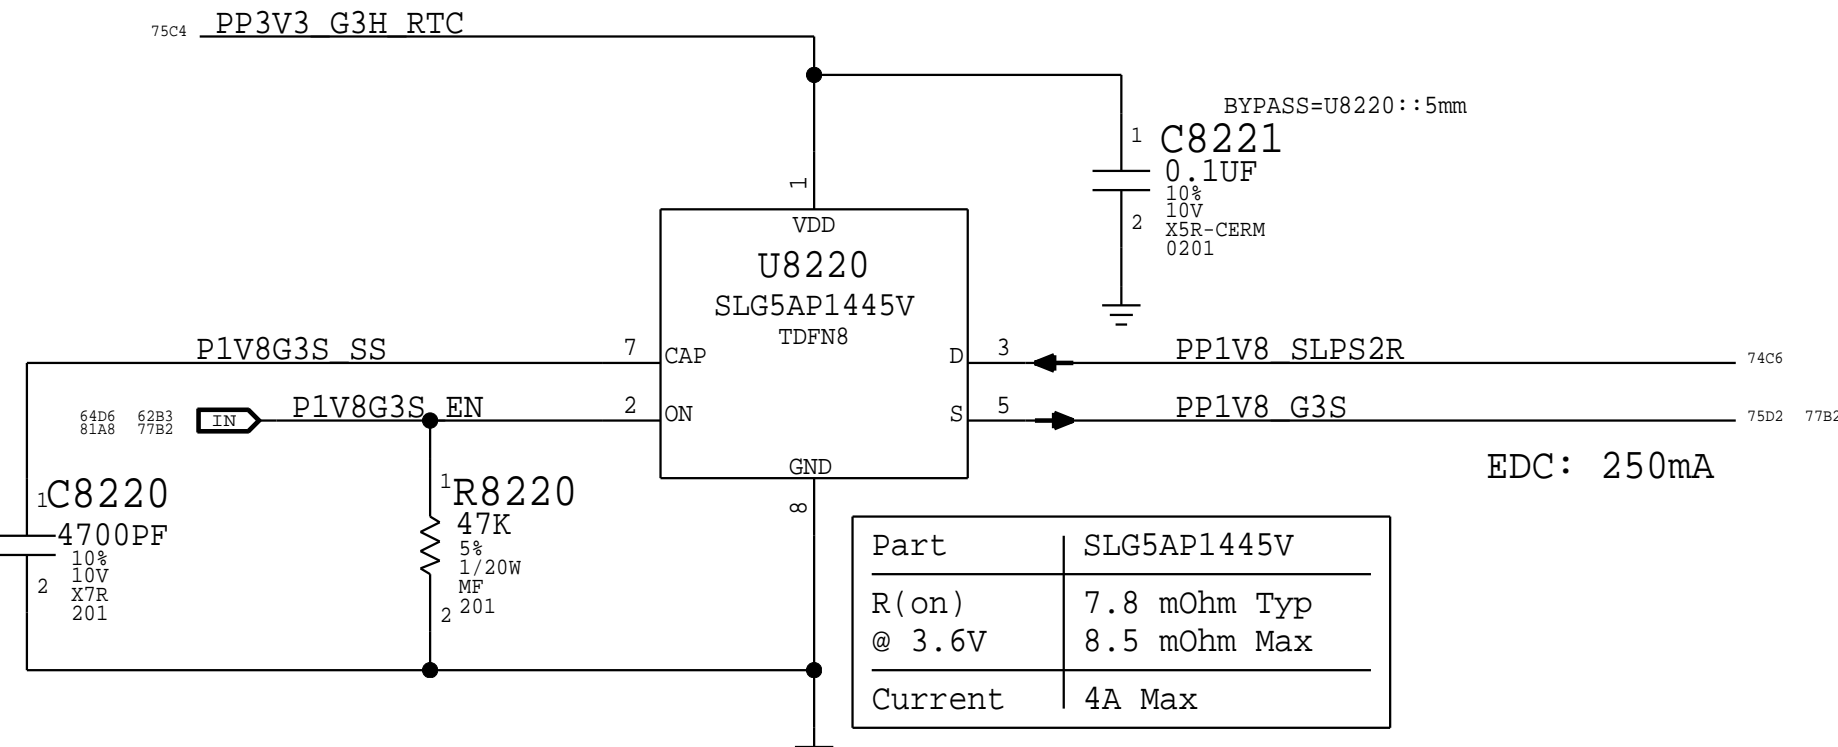 75C4 PP3V3_G3H_RTC
BYPASS=U8220::5mm
1 C8221
0.1UF
10%
10V
2 X5R-CERM
0201
1
VDD
U8220
SLG5AP1445V
TDFN8
P1V8G3S_SS 7 CAP
D 3 PP1V8_SLPS2R 74C6
64D6 62B3
81A8 77B2
IN P1V8G3S_EN 2 ON
S 5 PP1V8_G3S 75D2 77B2
GND
8
EDC: 250mA
1 C8220
4700PF
10%
10V
2 X7R
201
1 R8220
47K
5%
1/20W
MF
2 201
Part SLG5AP1445V
R(on) 7.8 mOhm Typ
@ 3.6V 8.5 mOhm Max
Current 4A Max